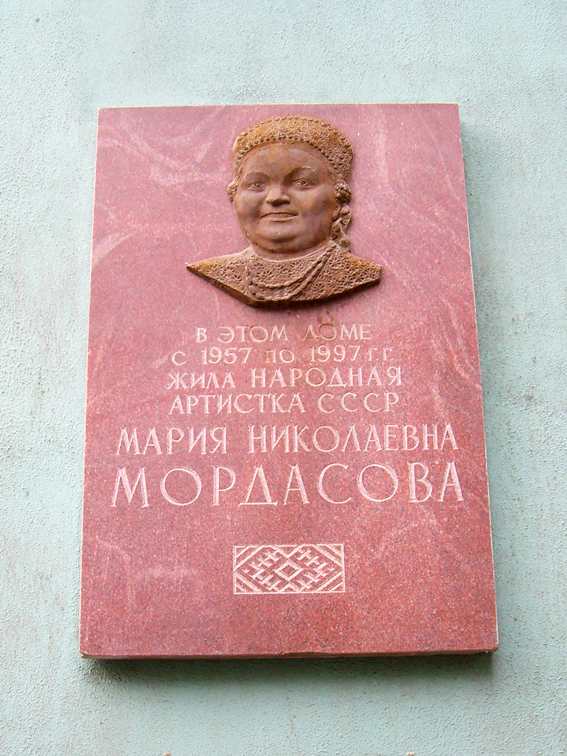 В ЭТОМ ДОМЕ
С 1957 ПО 1997 Г.Г.
ЖИЛА НАРОДНАЯ
АРТИСТКА СССР
МАРИЯ НИКОЛАЕВНА
МОРДАСОВА